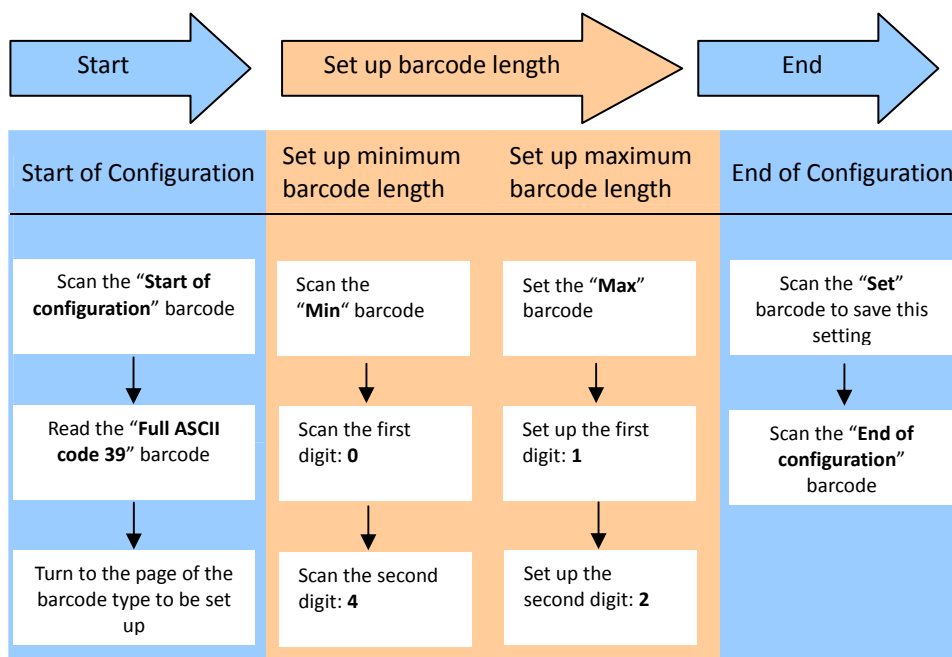 Start
Set up barcode length
End
Start of Configuration
Set up minimum
barcode length
Set up maximum
barcode length
End of Configuration
Scan the “Start of
configuration” barcode
Read the “Full ASCII
code 39” barcode
Turn to the page of the
barcode type to be set
up
Scan the
“Min“ barcode
Scan the first
digit: 0
Scan the second
digit: 4
Set the “Max”
barcode
Set up the first
digit: 1
Set up the
second digit: 2
Scan the “Set”
barcode to save this
setting
Scan the “End of
configuration”
barcode